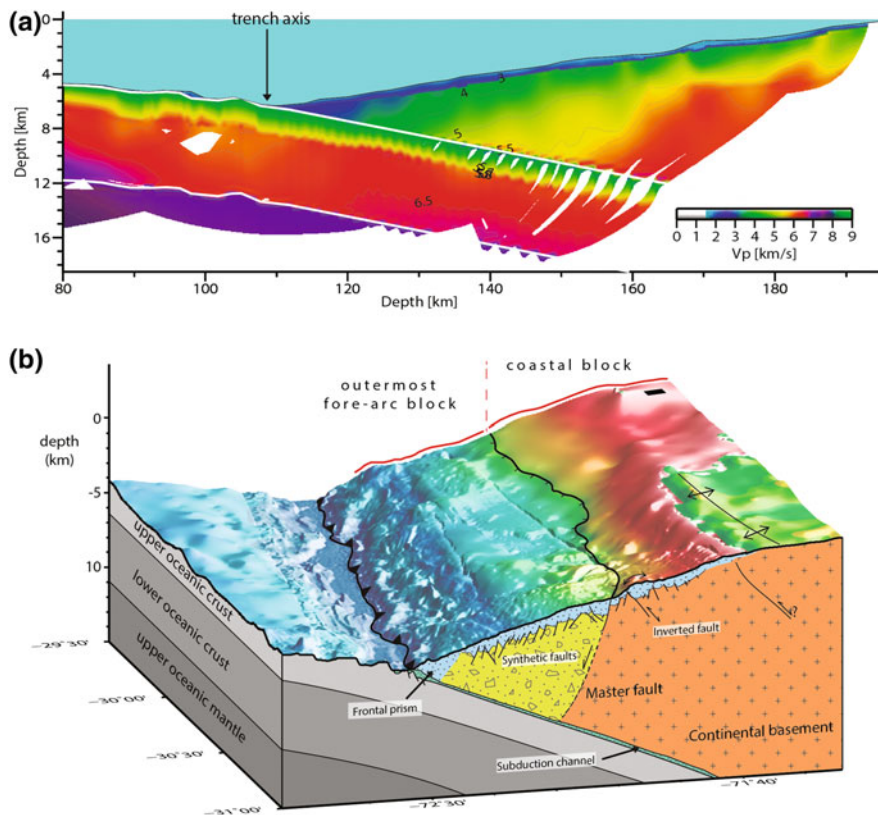 (a)
trench axis
0
4
8
12
16
Depth [km]
3
4
5
5.5
6.5
0 1 2 3 4 5 6 7 8 9
Vp [km/s]
80 100 120 140 160 180
Depth [km]
(b)
coastal block
outermost
fore-arc block
0
depth
(km)
-5
10
upper oceanic crust
lower oceanic crust
upper oceanic mantle
-29°30'
-30°00'
-30°30'
-31°00'
?
Inverted fault
Synthetic faults
Master fault
Frontal prism
Continental basement
Subduction channel
-72°30'
-71°40'